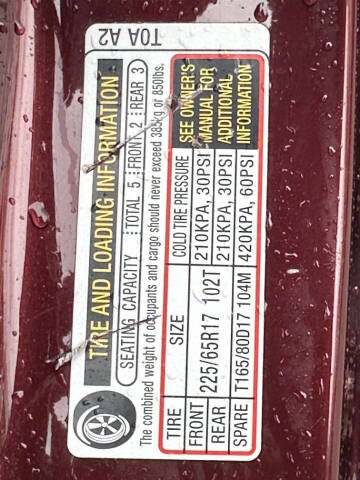 T0A A2
TIRE AND LOADING INFORMATION
SEATING CAPACITY TOTAL 5 FRONT 2 REAR 3
The combined weight of occupants and cargo should never exceed 385kg or 850lbs.
TIRE SIZE COLD TIRE PRESSURE
FRONT 225/65R17 102T 210KPA, 30PSI
REAR 210KPA, 30PSI
SPARE T165/80D17 104M 420KPA, 60PSI
SEE OWNER'S
MANUAL FOR
ADDITIONAL
INFORMATION